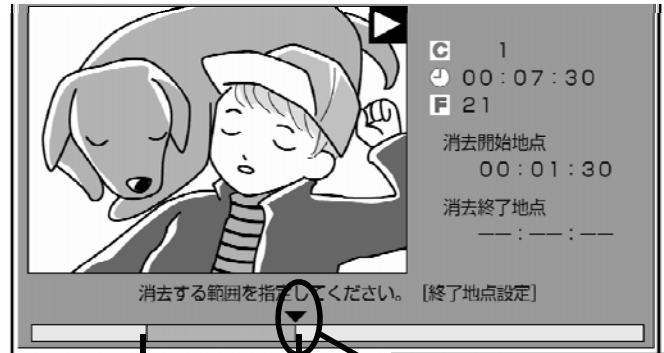 C 1
00:07:30
F 21
消去開始地点
00:01:30
消去終了地点
――:――:――
消去する範囲を指定してください。 [終了地点設定]